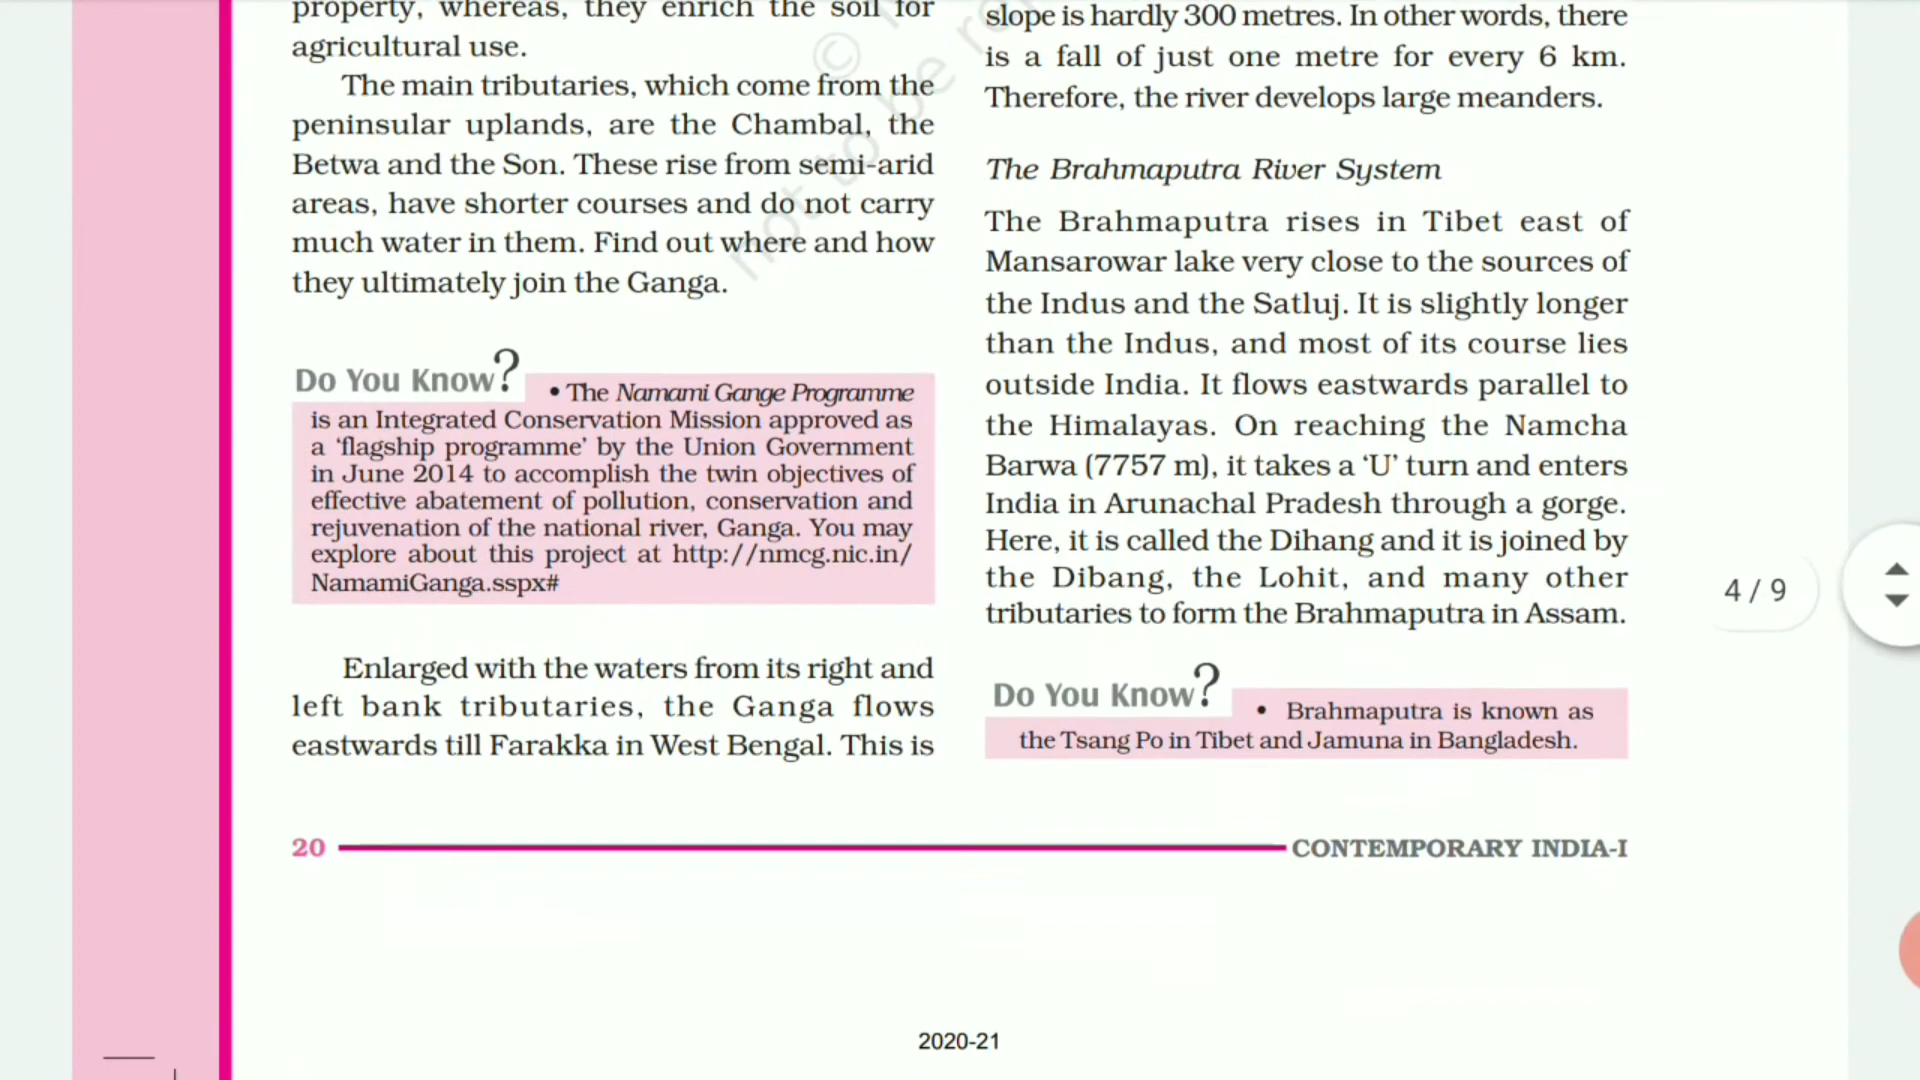 property, whereas, they enrich the soil for
agricultural use.
The main tributaries, which come from the
peninsular uplands, are the Chambal, the
Betwa and the Son. These rise from semi-arid
areas, have shorter courses and do not carry
much water in them. Find out where and how
they ultimately join the Ganga.
Do You Know?
• The Namami Gange Programme
is an Integrated Conservation Mission approved as
a ‘flagship programme’ by the Union Government
in June 2014 to accomplish the twin objectives of
effective abatement of pollution, conservation and
rejuvenation of the national river, Ganga. You may
explore about this project at http://nmcg.nic.in/
NamamiGanga.sspx#
Enlarged with the waters from its right and
left bank tributaries, the Ganga flows
eastwards till Farakka in West Bengal. This is
slope is hardly 300 metres. In other words, there
is a fall of just one metre for every 6 km.
Therefore, the river develops large meanders.
The Brahmaputra River System
The Brahmaputra rises in Tibet east of
Mansarowar lake very close to the sources of
the Indus and the Satluj. It is slightly longer
than the Indus, and most of its course lies
outside India. It flows eastwards parallel to
the Himalayas. On reaching the Namcha
Barwa (7757 m), it takes a ‘U’ turn and enters
India in Arunachal Pradesh through a gorge.
Here, it is called the Dihang and it is joined by
the Dibang, the Lohit, and many other
tributaries to form the Brahmaputra in Assam.
Do You Know?
• Brahmaputra is known as
the Tsang Po in Tibet and Jamuna in Bangladesh.
4 / 9
20
CONTEMPORARY INDIA-I
2020-21
©
not to be